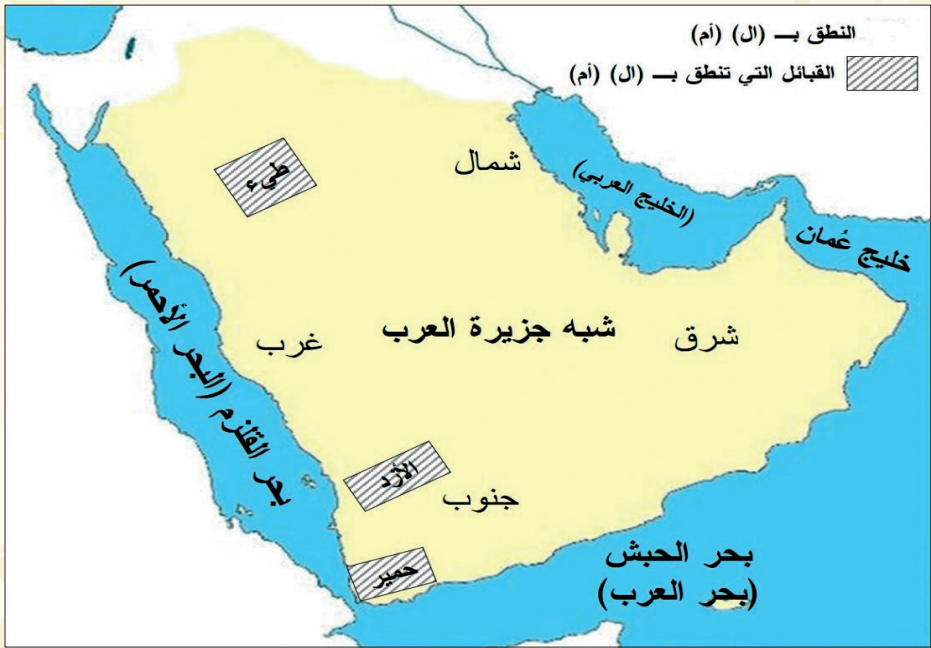 النطق بـــ (ال) (أم)
القبائل التي تنطق بـــ (ال) (أم)
طيء
شمال
(الخليج العربي)
خليج عُمان
شبه جزيرة العرب
شرق
غرب
بحر القلزم (البحر الأحمر)
الأزد
جنوب
حمير
بحر الحبش
(بحر العرب)